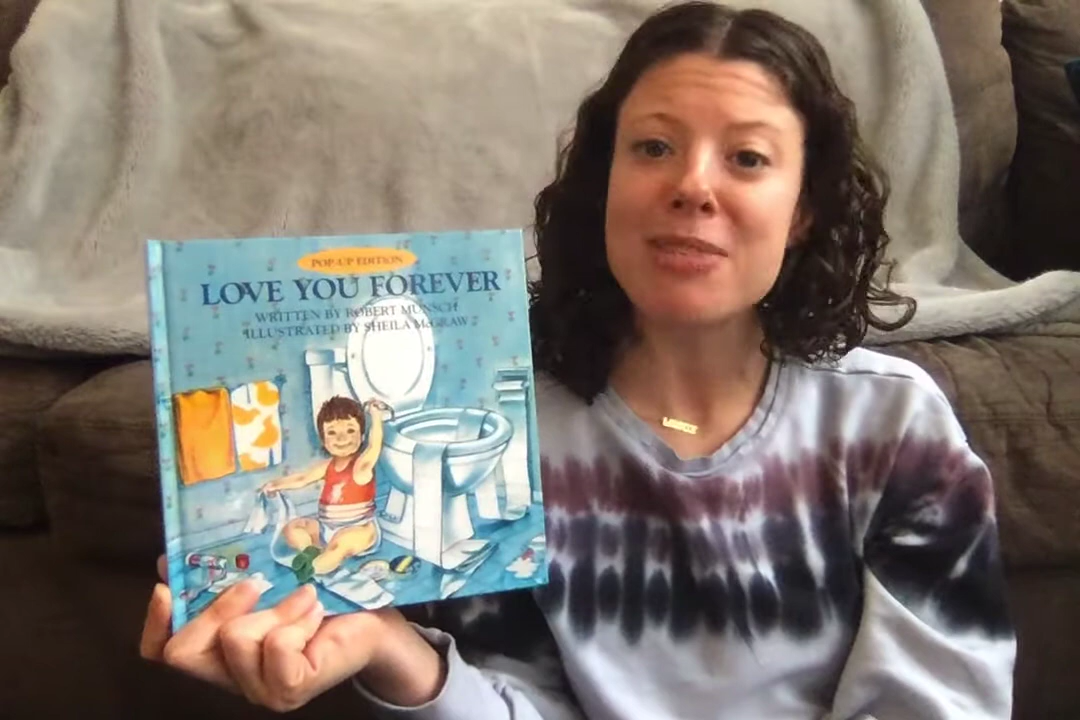 POP-UP EDITION
LOVE YOU FOREVER
WRITTEN BY ROBERT MUNSCH
ILLUSTRATED BY SHEILA McGRAW